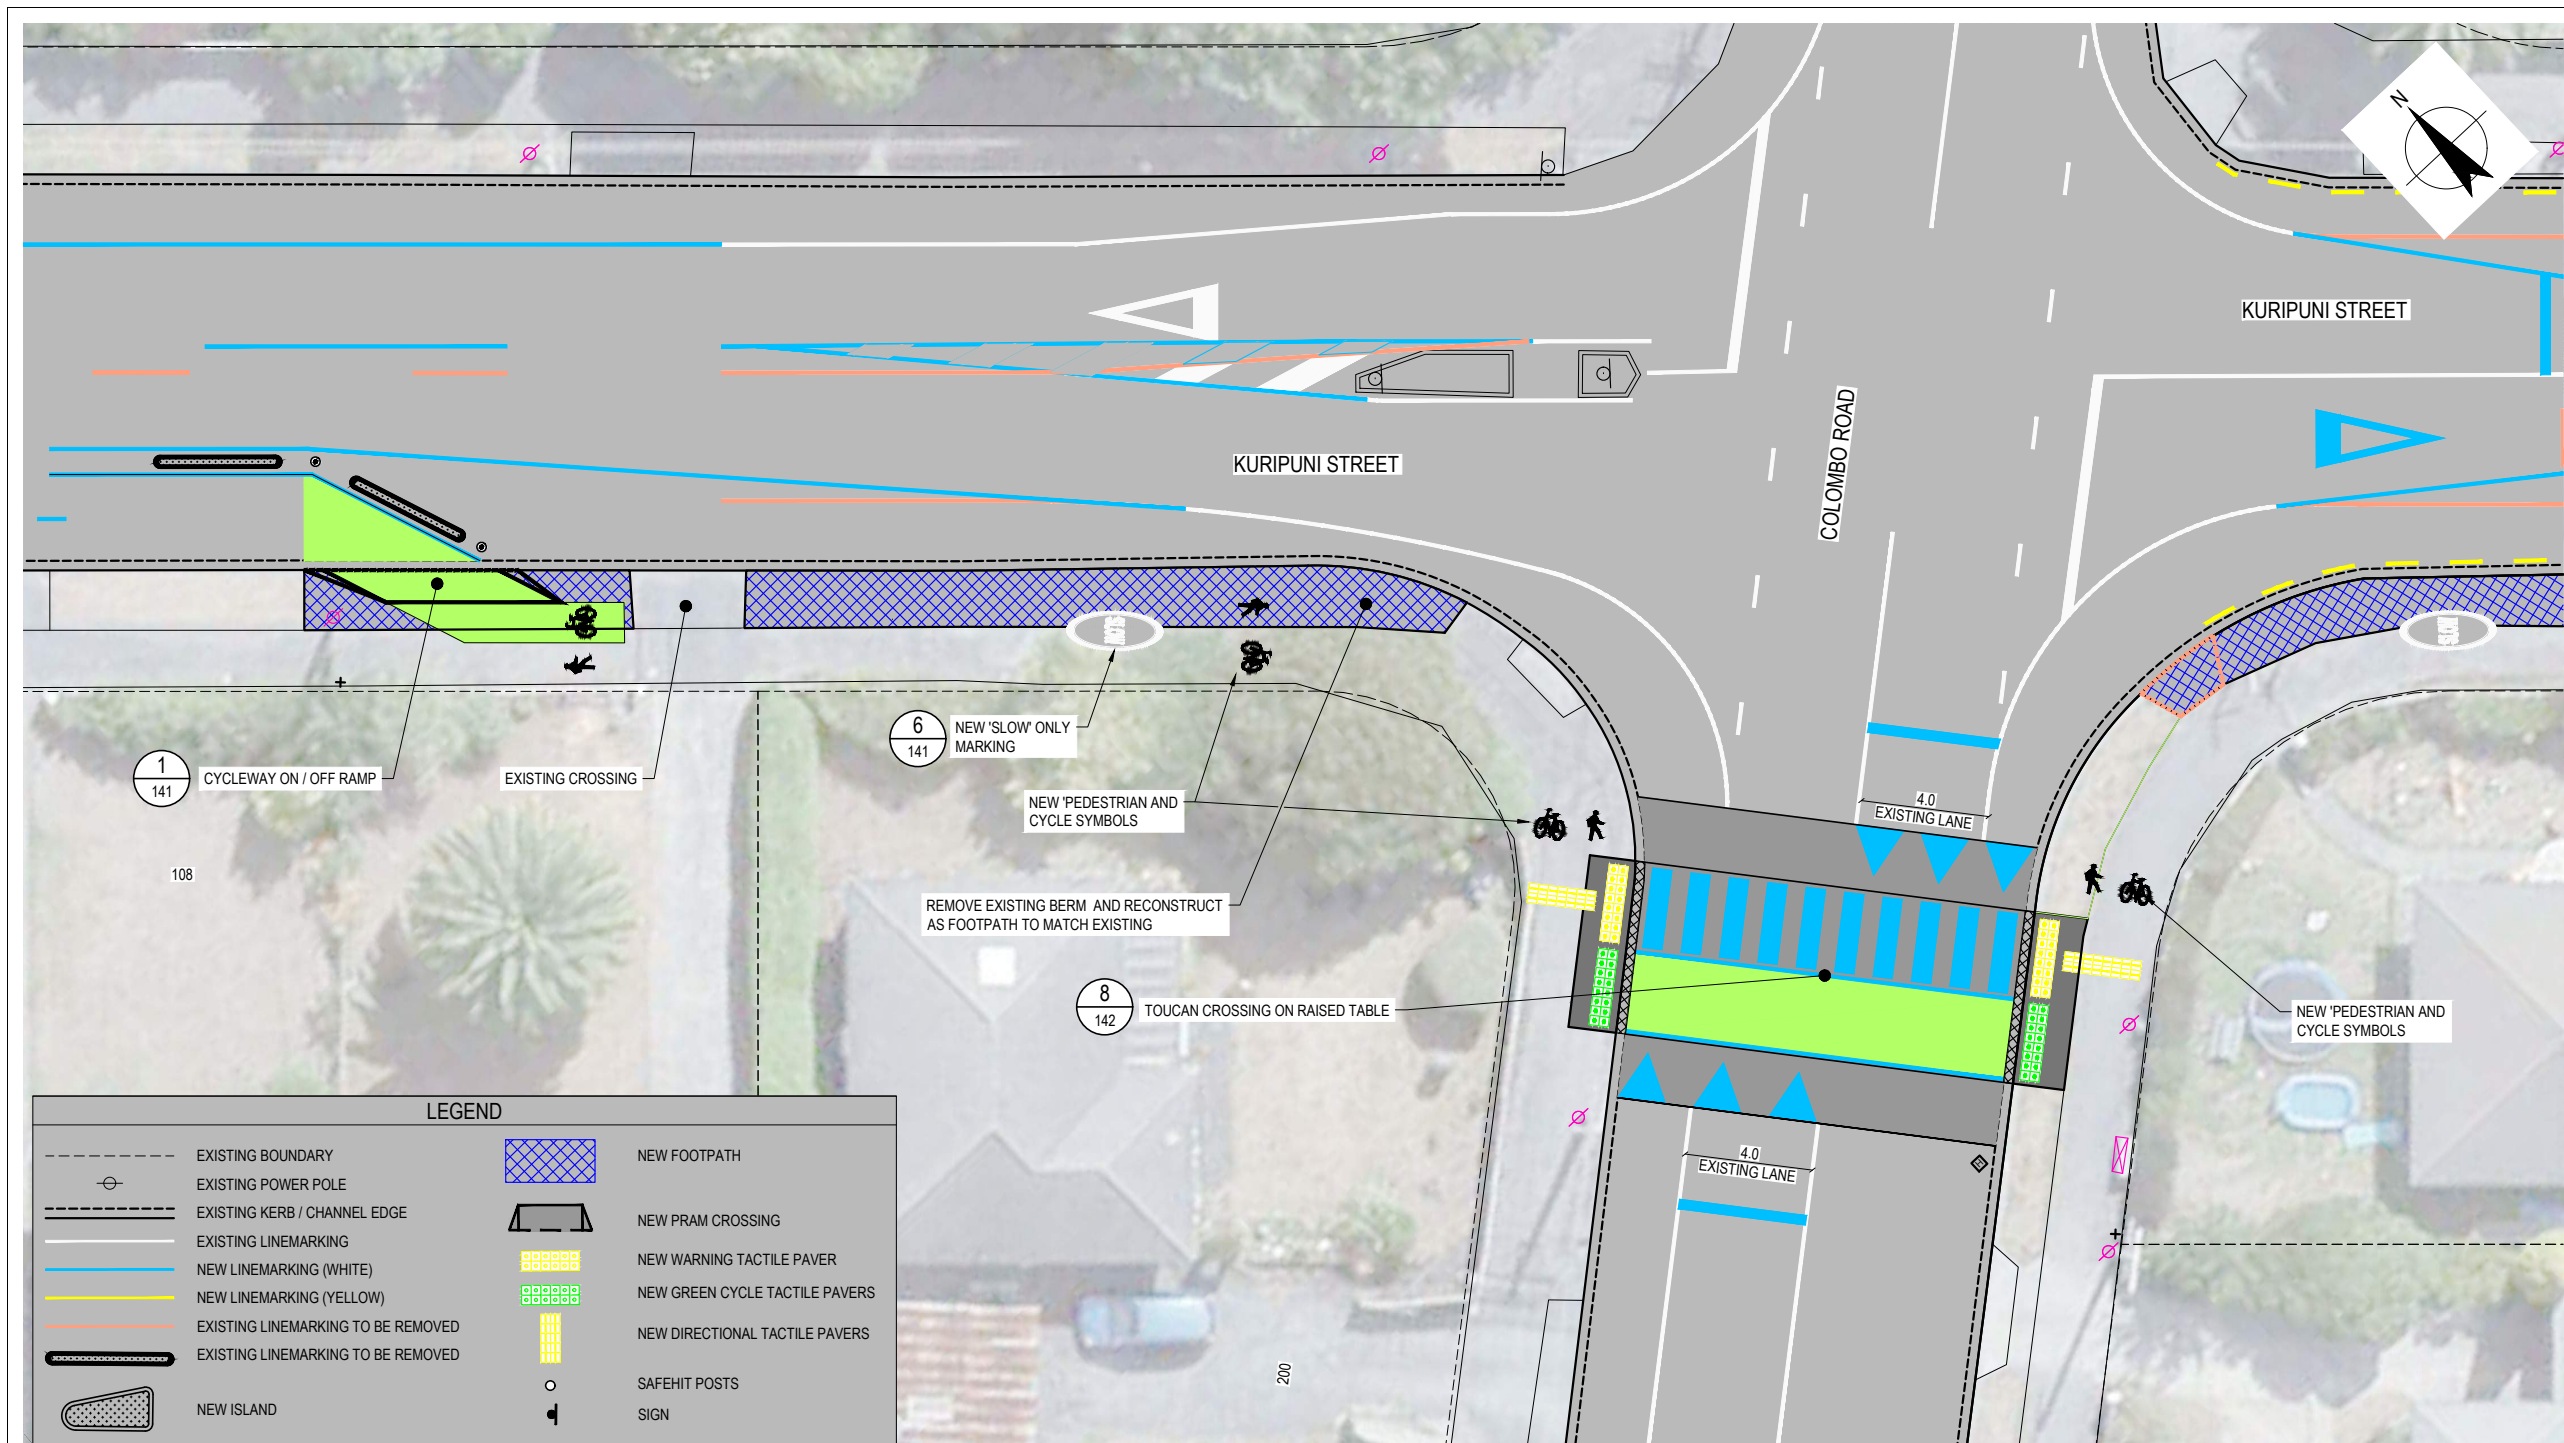 N
KURIPUNI STREET
KURIPUNI STREET
COLOMBO ROAD
SLOW
SLOW
6
141
NEW 'SLOW' ONLY
MARKING
1
141
CYCLEWAY ON / OFF RAMP
EXISTING CROSSING
NEW 'PEDESTRIAN AND
CYCLE SYMBOLS
4.0
EXISTING LANE
108
REMOVE EXISTING BERM AND RECONSTRUCT
AS FOOTPATH TO MATCH EXISTING
8
142
TOUCAN CROSSING ON RAISED TABLE
NEW 'PEDESTRIAN AND
CYCLE SYMBOLS
4.0
EXISTING LANE
H
200
LEGEND
EXISTING BOUNDARY
EXISTING POWER POLE
EXISTING KERB / CHANNEL EDGE
EXISTING LINEMARKING
NEW LINEMARKING (WHITE)
NEW LINEMARKING (YELLOW)
EXISTING LINEMARKING TO BE REMOVED
EXISTING LINEMARKING TO BE REMOVED
NEW ISLAND
NEW FOOTPATH
NEW PRAM CROSSING
NEW WARNING TACTILE PAVER
NEW GREEN CYCLE TACTILE PAVERS
NEW DIRECTIONAL TACTILE PAVERS
SAFEHIT POSTS
SIGN